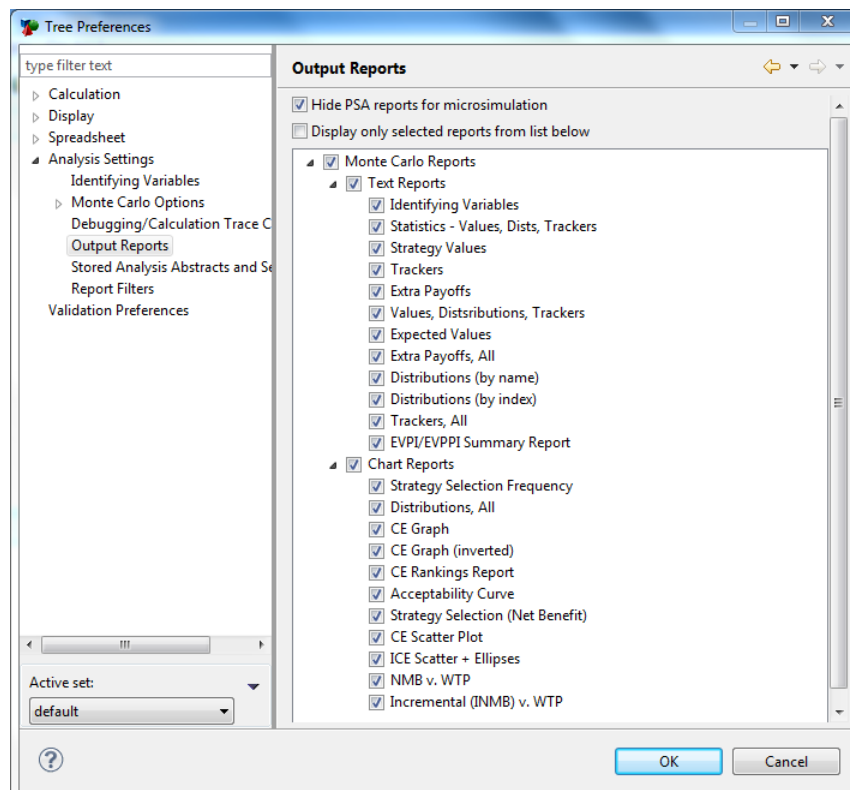 Tree Preferences
type filter text
Calculation
Display
Spreadsheet
Analysis Settings
Identifying Variables
Monte Carlo Options
Debugging/Calculation Trace C
Output Reports
Stored Analysis Abstracts and Se
Report Filters
Validation Preferences
Active set:
default
Output Reports
Hide PSA reports for microsimulation
Display only selected reports from list below
Monte Carlo Reports
Text Reports
Identifying Variables
Statistics - Values, Dists, Trackers
Strategy Values
Trackers
Extra Payoffs
Values, Distsributions, Trackers
Expected Values
Extra Payoffs, All
Distributions (by name)
Distributions (by index)
Trackers, All
EVPI/EVPPI Summary Report
Chart Reports
Strategy Selection Frequency
Distributions, All
CE Graph
CE Graph (inverted)
CE Rankings Report
Acceptability Curve
Strategy Selection (Net Benefit)
CE Scatter Plot
ICE Scatter + Ellipses
NMB v. WTP
Incremental (INMB) v. WTP
?
OK
Cancel